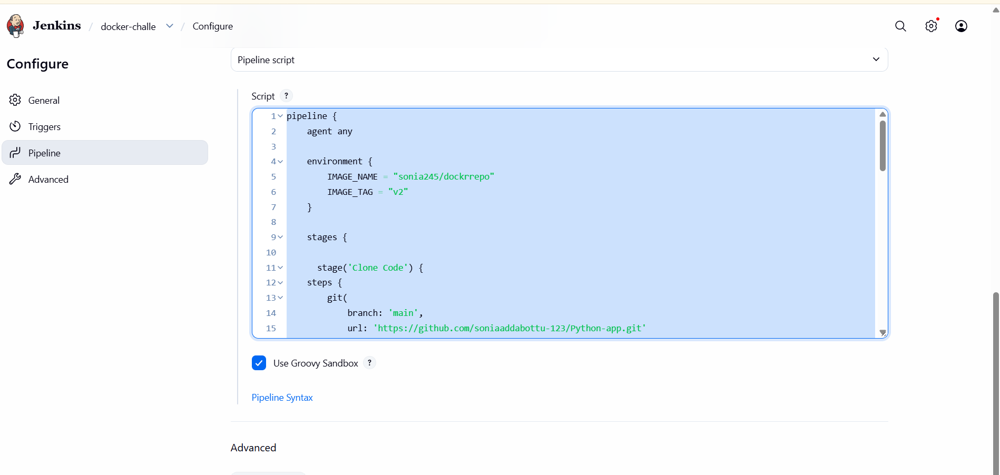 Jenkins / docker-challe / Configure
Configure
General
Triggers
Pipeline
Advanced
Pipeline script
Script ?
1 pipeline {
2     agent any
3
4     environment {
5         IMAGE_NAME = "sonia245/dockrrepo"
6         IMAGE_TAG = "v2"
7     }
8
9     stages {
10
11       stage('Clone Code') {
12     steps {
13         git(
14             branch: 'main',
15             url: 'https://github.com/soniaaddabottu-123/Python-app.git'
Use Groovy Sandbox ?
Pipeline Syntax
Advanced